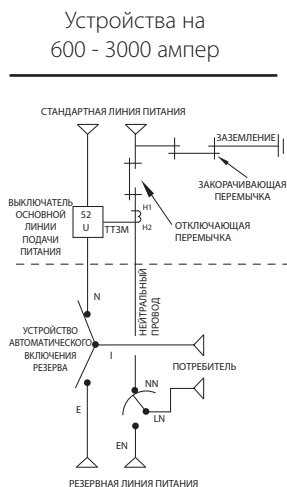 Устройства на
600 - 3000 ампер
СТАНДАРТНАЯ ЛИНИЯ ПИТАНИЯ
ЗАЗЕМЛЕНИЕ
ЗАКОРАЧИВАЮЩАЯ
ПЕРЕМЫЧКА
ВЫКЛЮЧАТЕЛЬ
ОСНОВНОЙ
ЛИНИИ
ПОДАЧИ
ПИТАНИЯ
52
U
ТТЗМ
H1
H2
ОТКЛЮЧАЮЩАЯ
ПЕРЕМЫЧКА
НЕЙТРАЛЬНЫЙ
ПРОВОД
N
УСТРОЙСТВО
АВТОМАТИЧЕСКОГО
ВКЛЮЧЕНИЯ
РЕЗЕРВА
I
ПОТРЕБИТЕЛЬ
NN
LN
E
EN
РЕЗЕРВНАЯ ЛИНИЯ ПИТАНИЯ